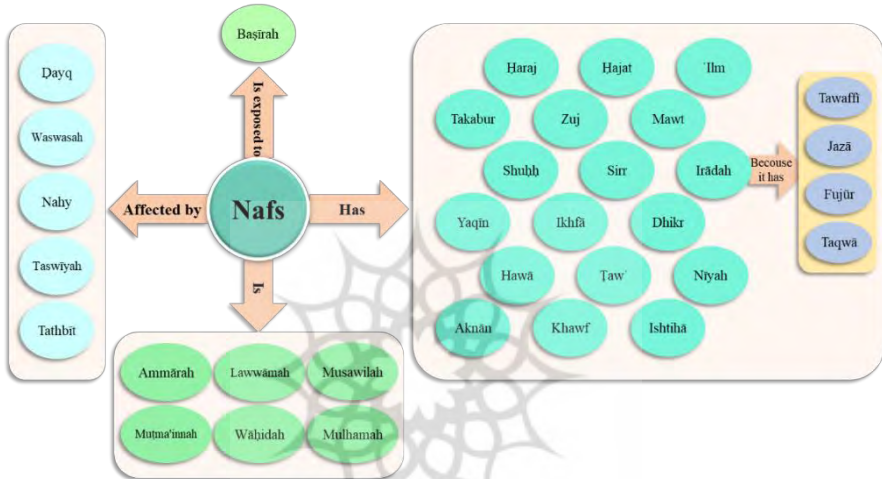 Baṣīrah
Is exposed to
Ḍayq
Waswasah
Nahy
Taswīyah
Tathbīt
Affected by
Nafs
Has
Is
Ammārah
Lawwāmah
Musawilah
Muṭma'innah
Wāḥidah
Mulhamah
Ḥaraj
Ḥajat
ʿIlm
Takabur
Zuj
Mawt
Shuḥḥ
Sirr
Irādah
Yaqīn
Ikhfā
Dhikr
Hawā
Ṭawʿ
Nīyah
Aknān
Khawf
Ishtihā
Becouse
it has
Tawaffī
Jazā
Fujūr
Taqwā